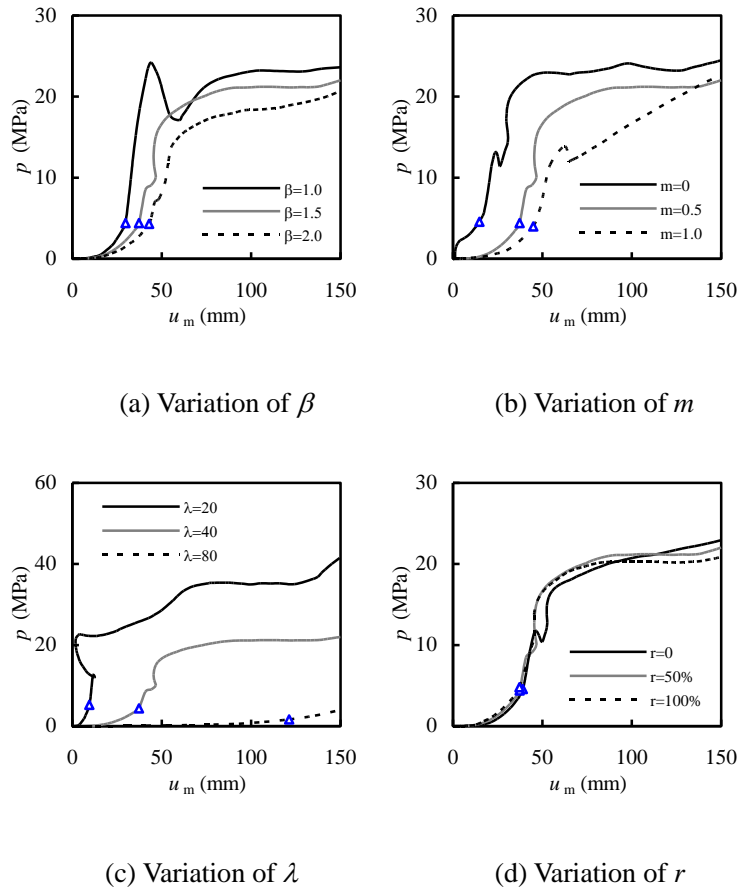 30
20
10
0
p (MPa)
β=1.0
β=1.5
β=2.0
0 50 100 150
u m (mm)
(a) Variation of β
30
20
10
0
p (MPa)
m=0
m=0.5
m=1.0
0 50 100 150
u m (mm)
(b) Variation of m
60
40
20
0
p (MPa)
λ=20
λ=40
λ=80
0 50 100 150
u m (mm)
(c) Variation of λ
30
20
10
0
p (MPa)
r=0
r=50%
r=100%
0 50 100 150
u m (mm)
(d) Variation of r